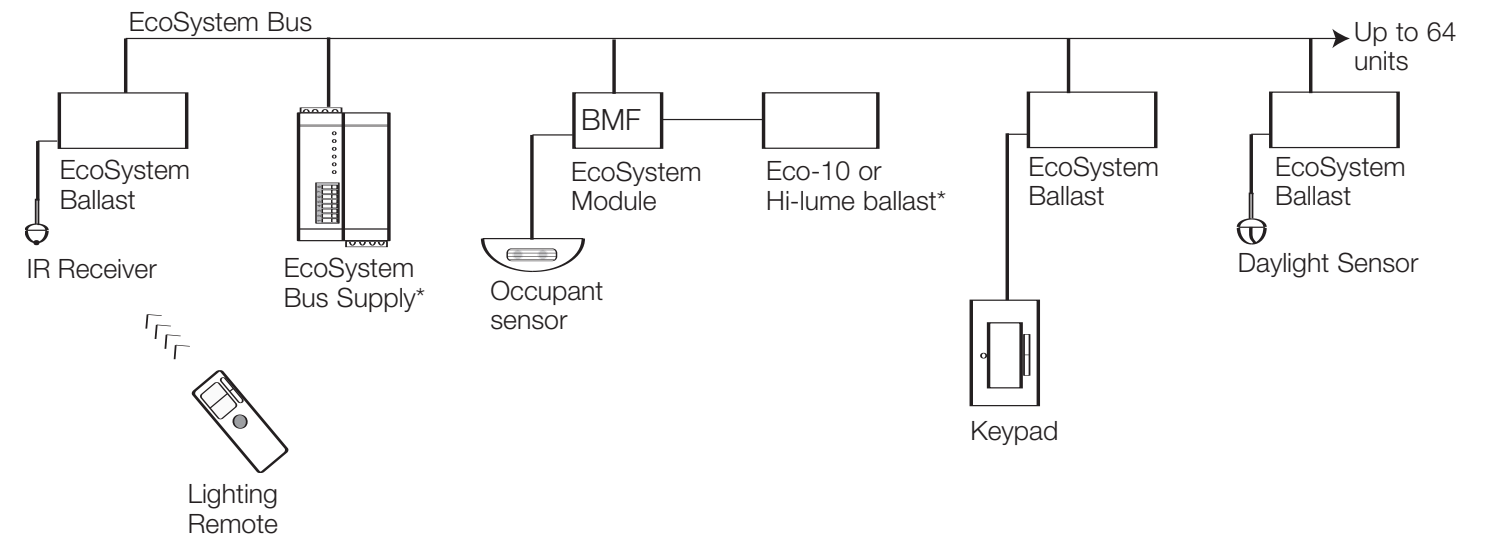 EcoSystem Bus
Up to 64
units
BMF
EcoSystem
Ballast
EcoSystem
Module
Eco-10 or
Hi-lume ballast*
EcoSystem
Ballast
EcoSystem
Ballast
IR Receiver
EcoSystem
Bus Supply*
Occupant
sensor
Daylight Sensor
Keypad
Lighting
Remote